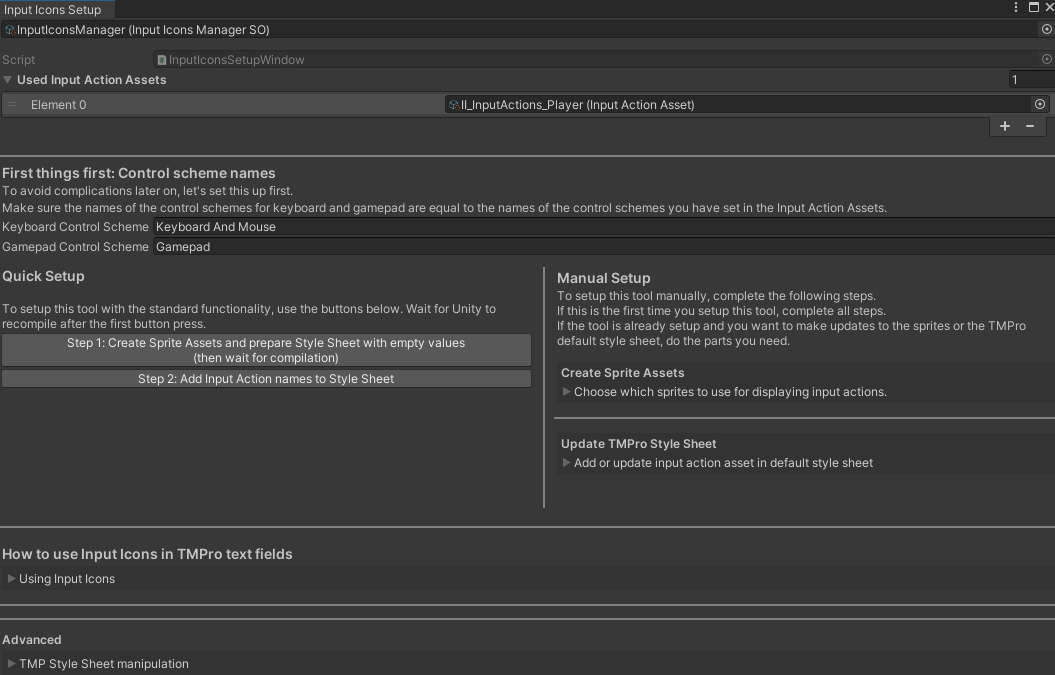 Input Icons Setup
InputIconsManager (Input Icons Manager SO)
Script
InputIconsSetupWindow
Used Input Action Assets
1
Element 0
II_InputActions_Player (Input Action Asset)
First things first: Control scheme names
To avoid complications later on, let's set this up first.
Make sure the names of the control schemes for keyboard and gamepad are equal to the names of the control schemes you have set in the Input Action Assets.
Keyboard Control Scheme
Keyboard And Mouse
Gamepad Control Scheme
Gamepad
Quick Setup
To setup this tool with the standard functionality, use the buttons below. Wait for Unity to
recompile after the first button press.
Step 1: Create Sprite Assets and prepare Style Sheet with empty values
(then wait for compilation)
Step 2: Add Input Action names to Style Sheet
Manual Setup
To setup this tool manually, complete the following steps.
If this is the first time you setup this tool, complete all steps.
If the tool is already setup and you want to make updates to the sprites or the TMPro
default style sheet, do the parts you need.
Create Sprite Assets
Choose which sprites to use for displaying input actions.
Update TMPro Style Sheet
Add or update input action asset in default style sheet
How to use Input Icons in TMPro text fields
Using Input Icons
Advanced
TMP Style Sheet manipulation